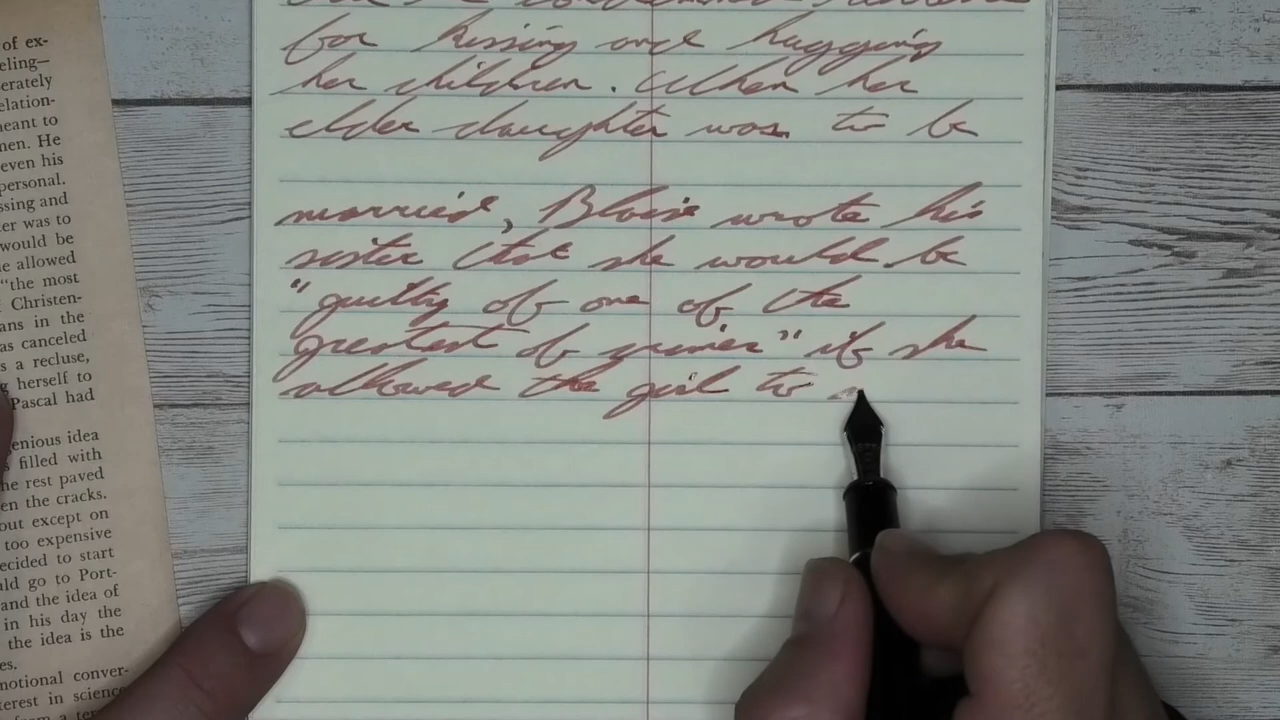 of ex-
eling—
erately
elation-
eant to
nen. He
even his
personal.
ssing and
er was to
would be
e allowed
"the most
Christen-
ans in the
as canceled
s a recluse,
g herself to
Pascal had
enious idea
s filled with
he rest paved
en the cracks.
out except on
too expensive
ecided to start
ld go to Port-
and the idea of
in his day the
the idea is the
es.
notional conver-
terest in science
for kissing and hugging
her children. When her
elder daughter was to be
married, Blaise wrote his
sister that she would be
"guilty of one of the
greatest of crimes" if she
allowed the girl to